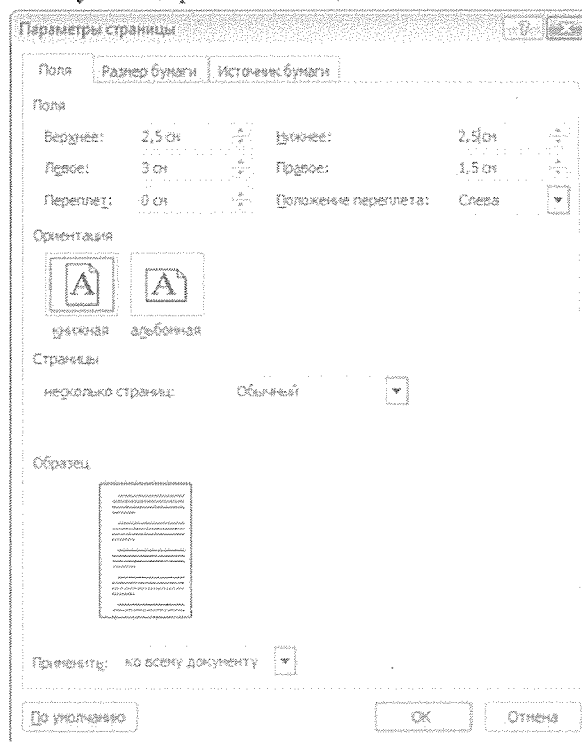 Параметры страницы
Поля Размер бумаги Источник бумаги
Поля
Верхнее: 2,5 см Нижнее: 2,5 см
Левое: 3 см Правое: 1,5 см
Переплет: 0 см Положение переплета: Слева
Ориентация
книжная альбомная
Страницы
несколько страниц: Обычный
Образец
Применить: ко всему документу
По умолчанию ОК Отмена